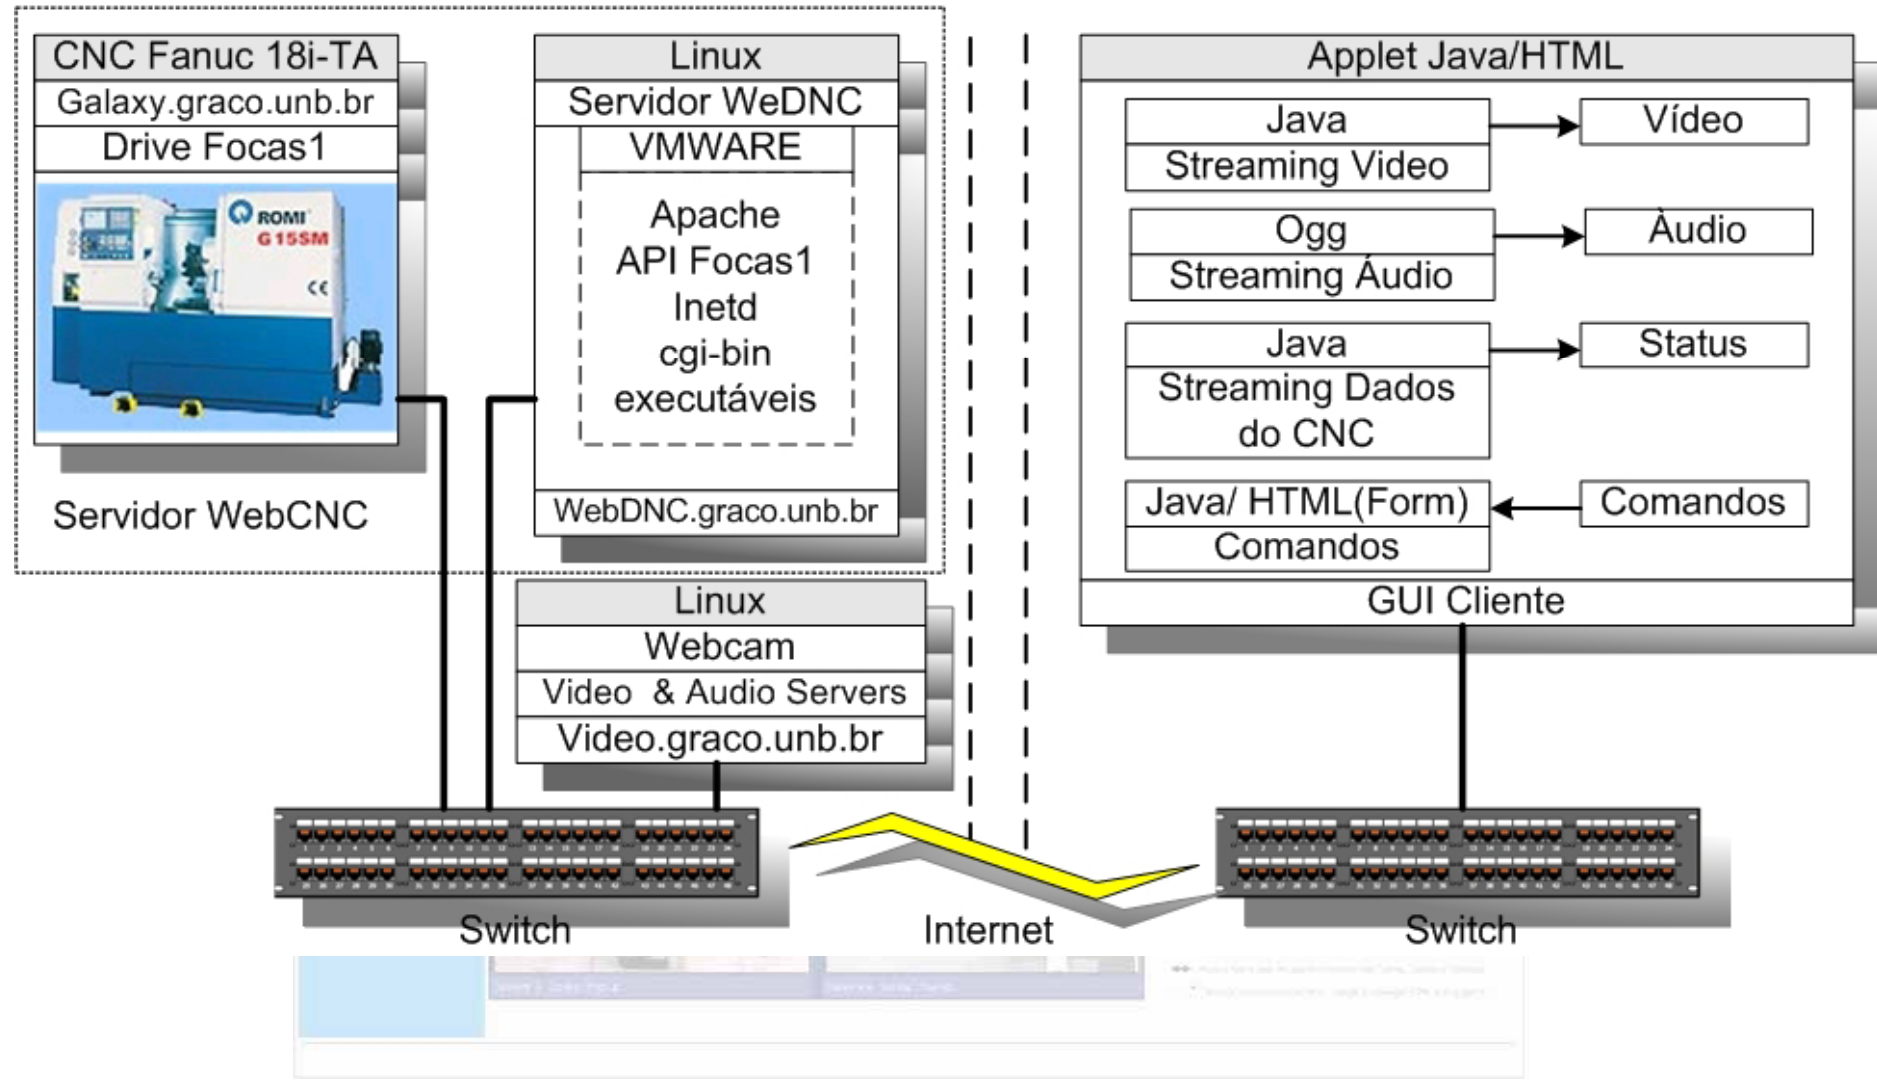 CNC Fanuc 18i-TA
Galaxy.graco.unb.br
Drive Focas1
ROMI
G15SM
CE
Servidor WebCNC
Linux
Servidor WeDNC
VMWARE
Apache
API Focas1
Inetd
cgi-bin
executáveis
WebDNC.graco.unb.br
Linux
Webcam
Video & Audio Servers
Video.graco.unb.br
Applet Java/HTML
Java
Streaming Video
Vídeo
Ogg
Streaming Áudio
Àudio
Java
Streaming Dados
do CNC
Status
Java/ HTML(Form)
Comandos
Comandos
GUI Cliente
Switch
Internet
Switch